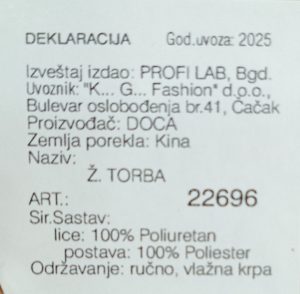 DEKLARACIJA God.uvoza: 2025
Izveštaj izdao: PROFI LAB, Bgd.
Uvoznik: "K... G... Fashion" d.o.o.,
Bulevar oslobođenja br.41, Čačak
Proizvođač: DOCA
Zemlja porekla: Kina
Naziv:
Ž. TORBA
ART.: 22696
Sir.Sastav:
lice: 100% Poliuretan
postava: 100% Poliester
Održavanje: ručno, vlažna krpa